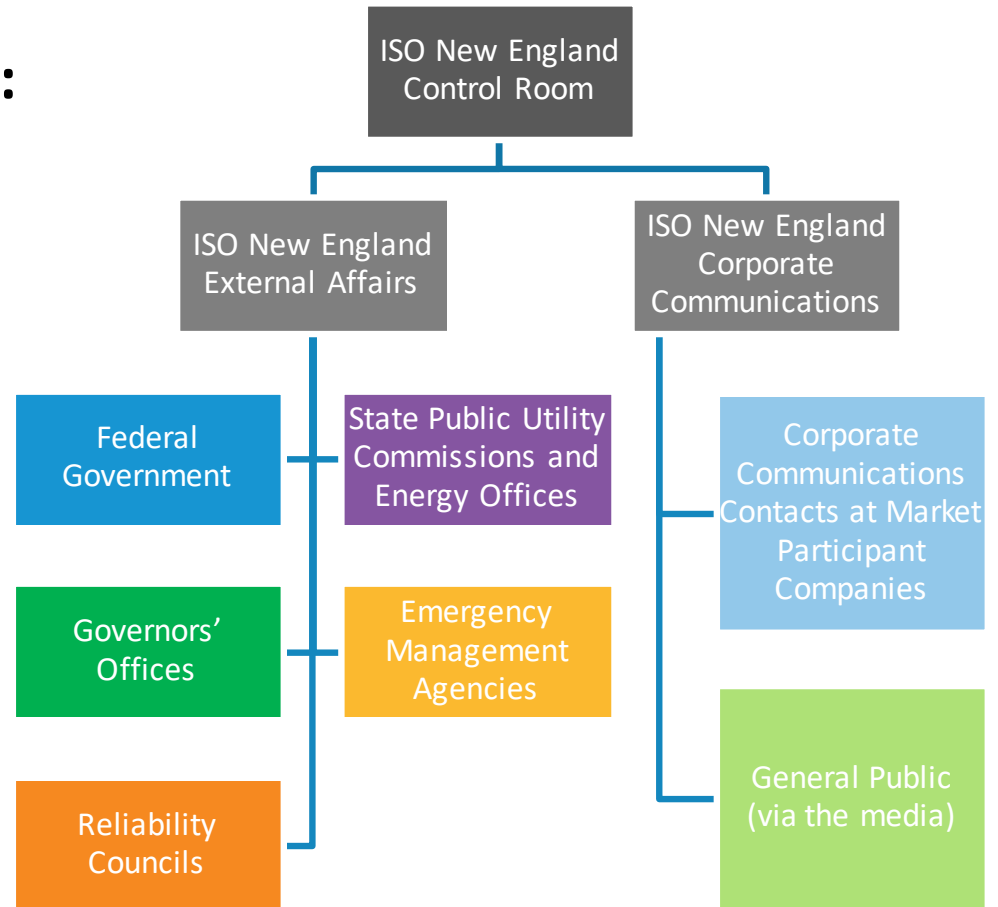 :
ISO New England
Control Room
ISO New England
External Affairs
ISO New England
Corporate
Communications
Federal
Government
State Public Utility
Commissions and
Energy Offices
Corporate
Communications
Contacts at Market
Participant
Companies
Governors’
Offices
Emergency
Management
Agencies
Reliability
Councils
General Public
(via the media)